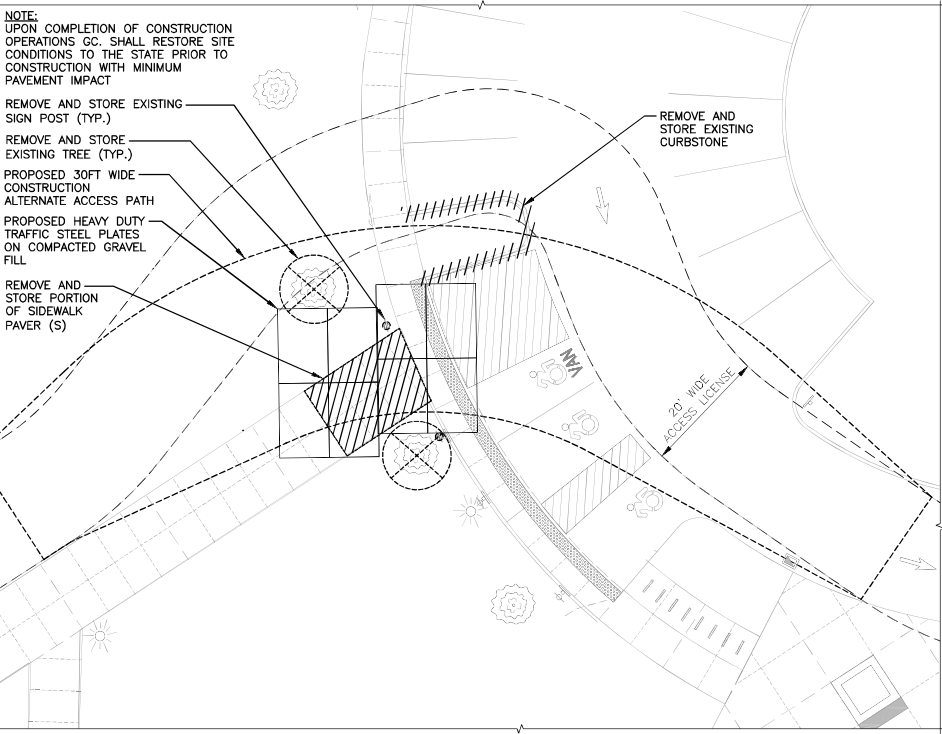 NOTE:
UPON COMPLETION OF CONSTRUCTION
OPERATIONS GC. SHALL RESTORE SITE
CONDITIONS TO THE STATE PRIOR TO
CONSTRUCTION WITH MINIMUM
PAVEMENT IMPACT
REMOVE AND STORE EXISTING
SIGN POST (TYP.)
REMOVE AND STORE
EXISTING TREE (TYP.)
PROPOSED 30FT WIDE
CONSTRUCTION
ALTERNATE ACCESS PATH
PROPOSED HEAVY DUTY
TRAFFIC STEEL PLATES
ON COMPACTED GRAVEL
FILL
REMOVE AND
STORE PORTION
OF SIDEWALK
PAVER (S)
REMOVE AND
STORE EXISTING
CURBSTONE
VAN
20' WIDE
ACCESS LICENSE